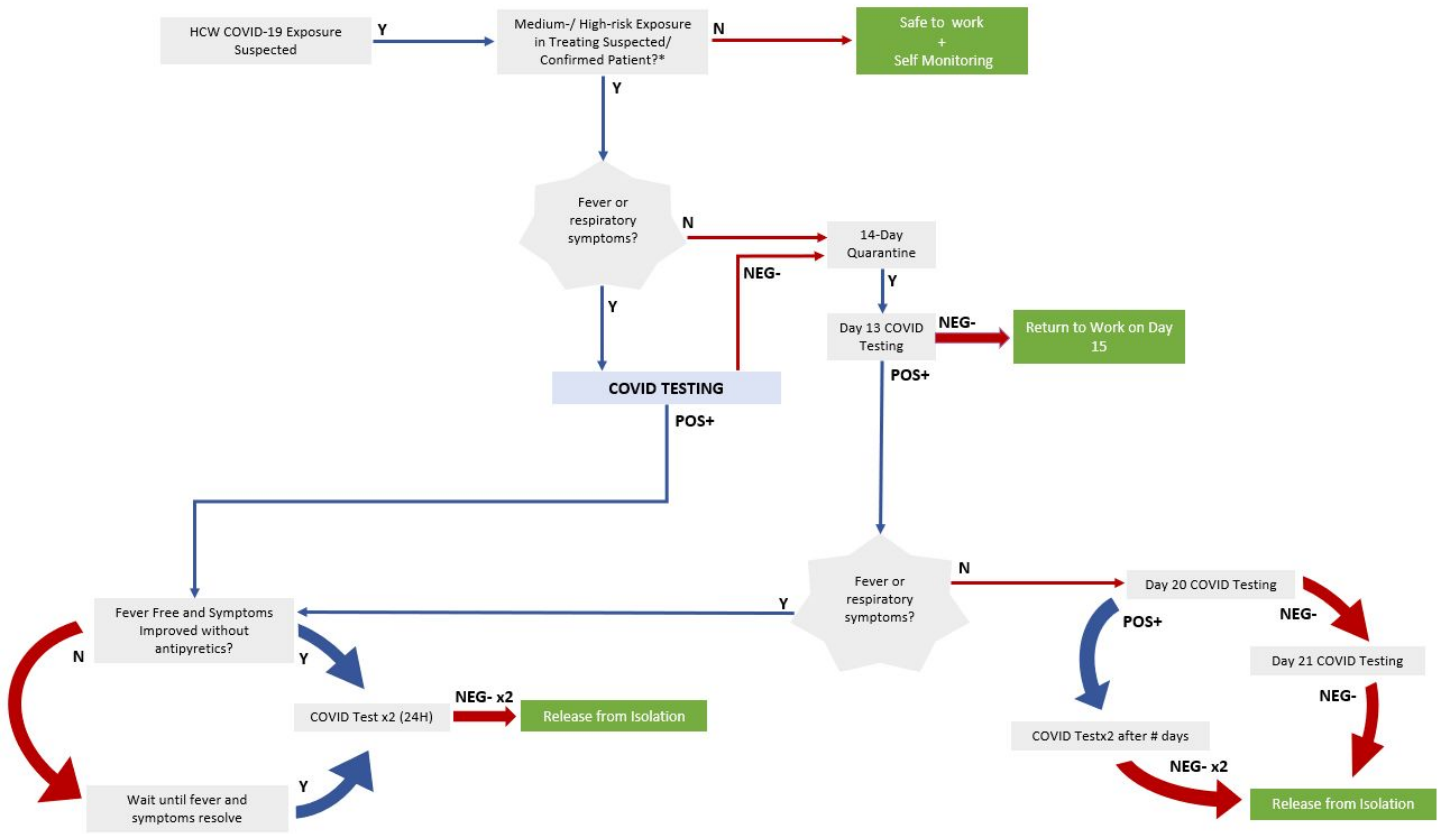 HCW COVID-19 Exposure
Suspected
Y
Medium-/ High-risk Exposure
in Treating Suspected/
Confirmed Patient?*
N
Safe to work
+
Self Monitoring
Y
Fever or
respiratory
symptoms?
N
14-Day
Quarantine
NEG-
Y
Y
Day 13 COVID
Testing
NEG-
Return to Work on Day
15
COVID TESTING
POS+
POS+
Fever or
respiratory
symptoms?
N
Day 20 COVID Testing
Y
NEG-
POS+
Day 21 COVID Testing
NEG-
COVID Testx2 after # days
NEG- x2
Release from Isolation
Fever Free and Symptoms
Improved without
antipyretics?
N
Y
COVID Test x2 (24H)
NEG- x2
Release from Isolation
Y
Wait until fever and
symptoms resolve